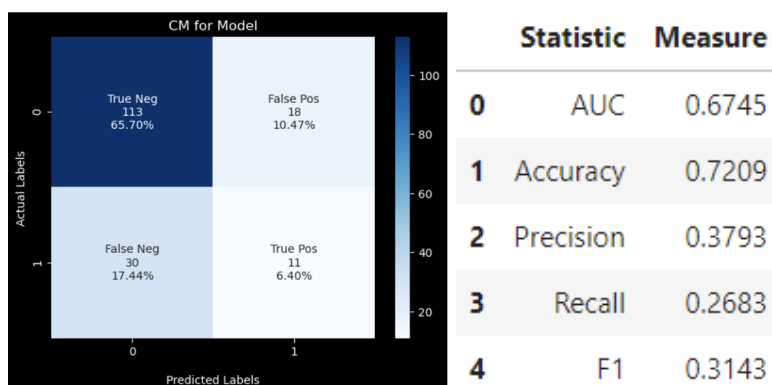 CM for Model
Actual Labels
0
True Neg
113
65.70%
False Pos
18
10.47%
1
False Neg
30
17.44%
True Pos
11
6.40%
0 1
Predicted Labels
100
80
60
40
20
Statistic Measure
0 AUC 0.6745
1 Accuracy 0.7209
2 Precision 0.3793
3 Recall 0.2683
4 F1 0.3143